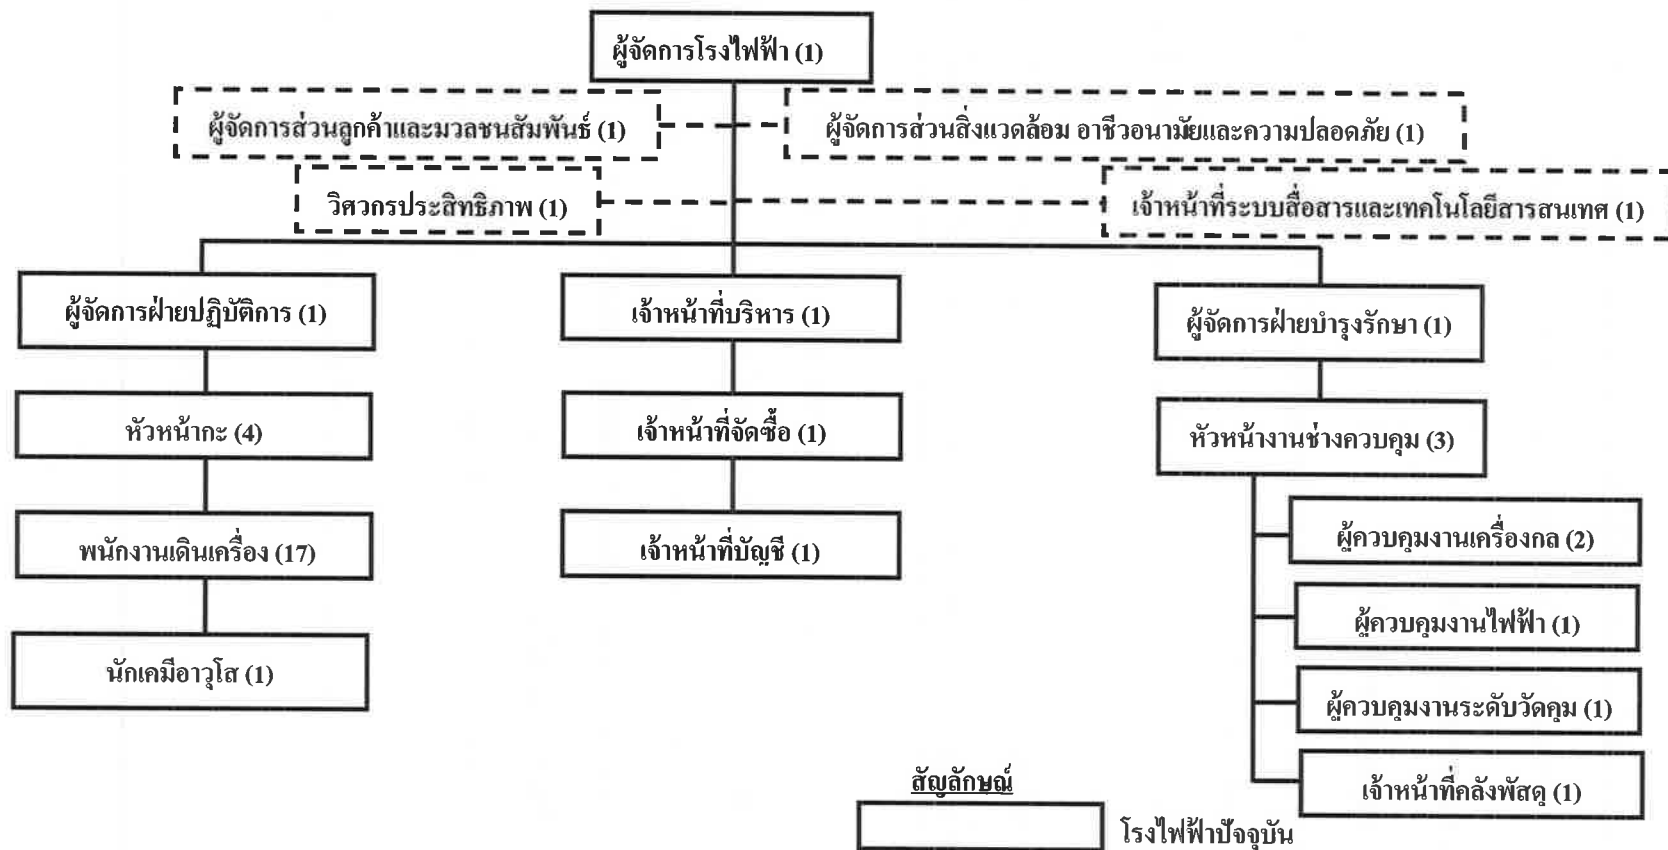 ผู้จัดการโรงไฟฟ้า (1)
ผู้จัดการส่วนลูกค้าและมวลชนสัมพันธ์ (1)
ผู้จัดการส่วนสิ่งแวดล้อม อาชีวอนามัยและความปลอดภัย (1)
วิศวกรประสิทธิภาพ (1)
เจ้าหน้าที่ระบบสื่อสารและเทคโนโลยีสารสนเทศ (1)
ผู้จัดการฝ่ายปฏิบัติการ (1)
เจ้าหน้าที่บริหาร (1)
ผู้จัดการฝ่ายบำรุงรักษา (1)
หัวหน้ากะ (4)
เจ้าหน้าที่จัดซื้อ (1)
หัวหน้างานช่างควบคุม (3)
พนักงานเดินเครื่อง (17)
เจ้าหน้าที่บัญชี (1)
ผู้ควบคุมงานเครื่องกล (2)
ผู้ควบคุมงานไฟฟ้า (1)
นักเคมีอาวุโส (1)
ผู้ควบคุมงานระดับวัดคุม (1)
เจ้าหน้าที่คลังพัสดุ (1)
สัญลักษณ์
โรงไฟฟ้าปัจจุบัน